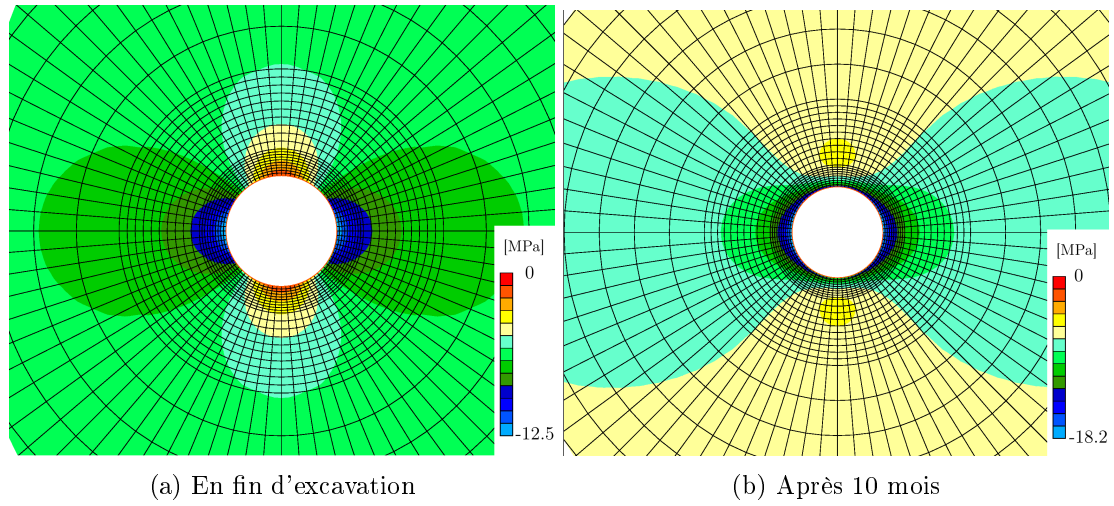 [MPa]
0
-12.5
[MPa]
0
-18.2
(a) En fin d'excavation
(b) Après 10 mois